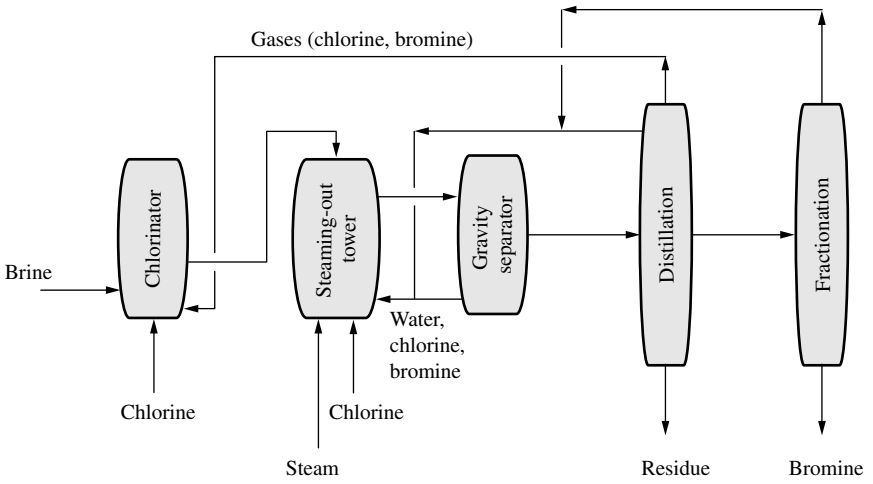 Gases (chlorine, bromine)
Chlorinator
Steaming-out
tower
Gravity
separator
Distillation
Fractionation
Brine
Water,
chlorine,
bromine
Chlorine
Chlorine
Steam
Residue
Bromine